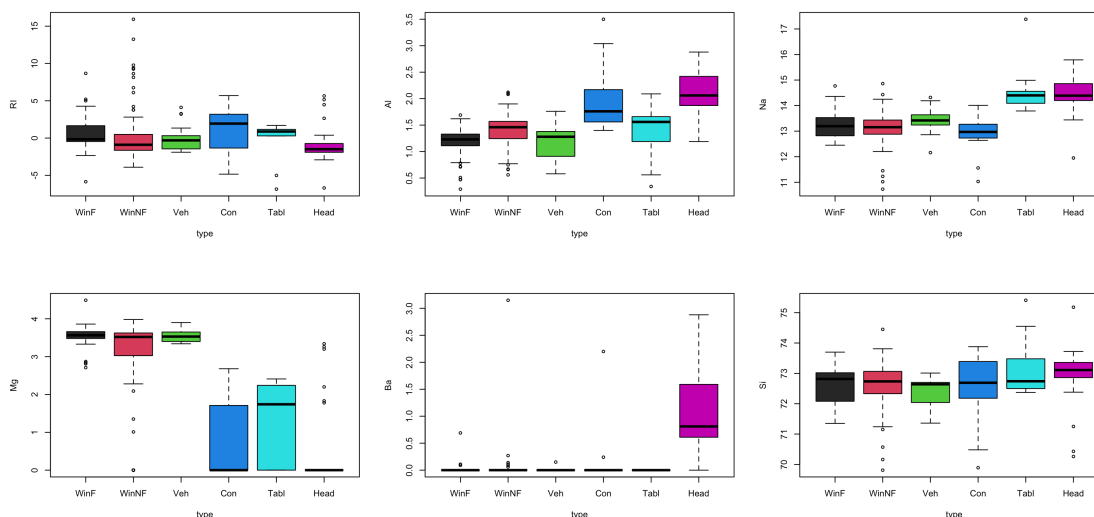 RI
15
10
5
0
-5
WinF WinNF Veh Con Tabl Head
type
Al
3.5
3.0
2.5
2.0
1.5
1.0
0.5
WinF WinNF Veh Con Tabl Head
type
Na
17
16
15
14
13
12
11
WinF WinNF Veh Con Tabl Head
type
Mg
4
3
2
1
0
WinF WinNF Veh Con Tabl Head
type
Ba
3.0
2.5
2.0
1.5
1.0
0.5
0.0
WinF WinNF Veh Con Tabl Head
type
Si
75
74
73
72
71
70
WinF WinNF Veh Con Tabl Head
type